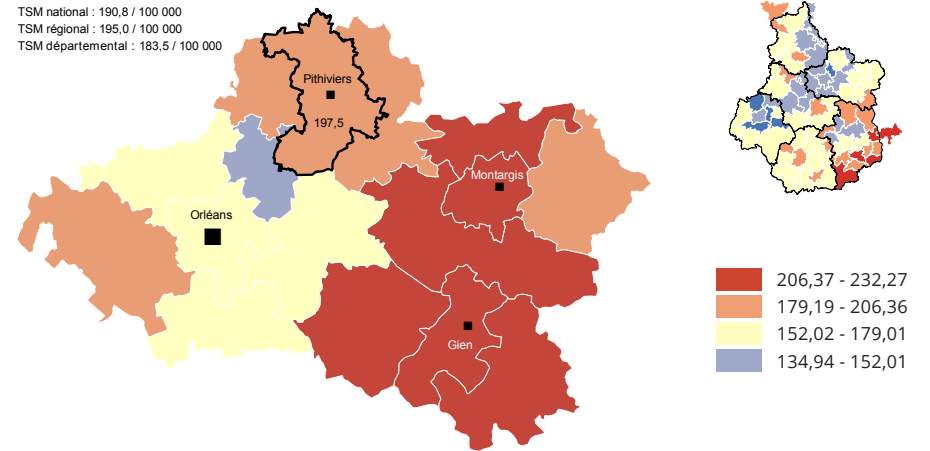 TSM national : 190,8 / 100 000
TSM régional : 195,0 / 100 000
TSM départemental : 183,5 / 100 000
Pithiviers
197,5
Montargis
Orléans
Gien
206,37 - 232,27
179,19 - 206,36
152,02 - 179,01
134,94 - 152,01